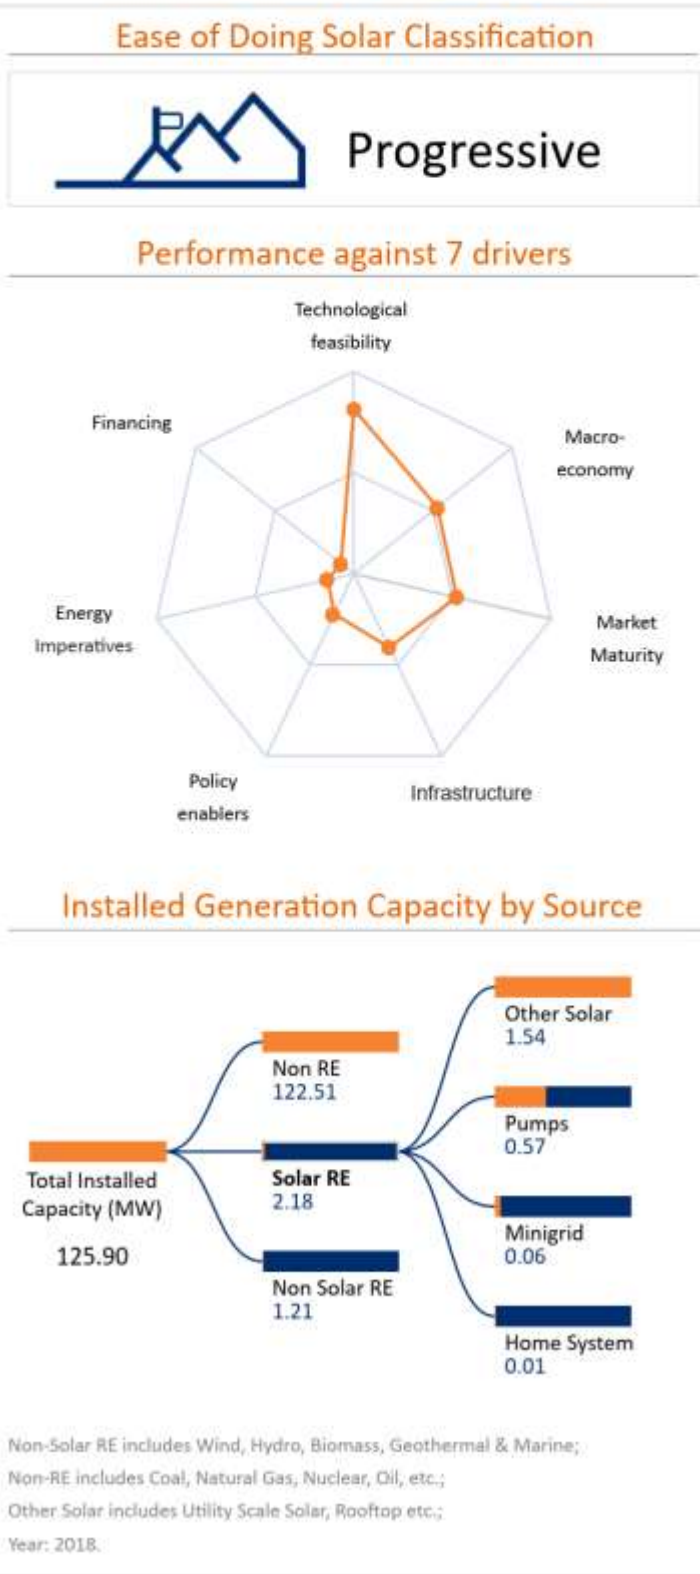 Ease of Doing Solar Classification
Progressive
Performance against 7 drivers
Technological
feasibility
Financing
Macro-
economy
Energy
Imperatives
Market
Maturity
Policy
enablers
Infrastructure
Installed Generation Capacity by Source
Other Solar
1.54
Non RE
122.51
Pumps
0.57
Total Installed
Capacity (MW)
125.90
Solar RE
2.18
Minigrid
0.06
Non Solar RE
1.21
Home System
0.01
Non-Solar RE includes Wind, Hydro, Biomass, Geothermal & Marine;
Non-RE includes Coal, Natural Gas, Nuclear, Oil, etc.;
Other Solar includes Utility Scale Solar, Rooftop etc.;
Year: 2018.